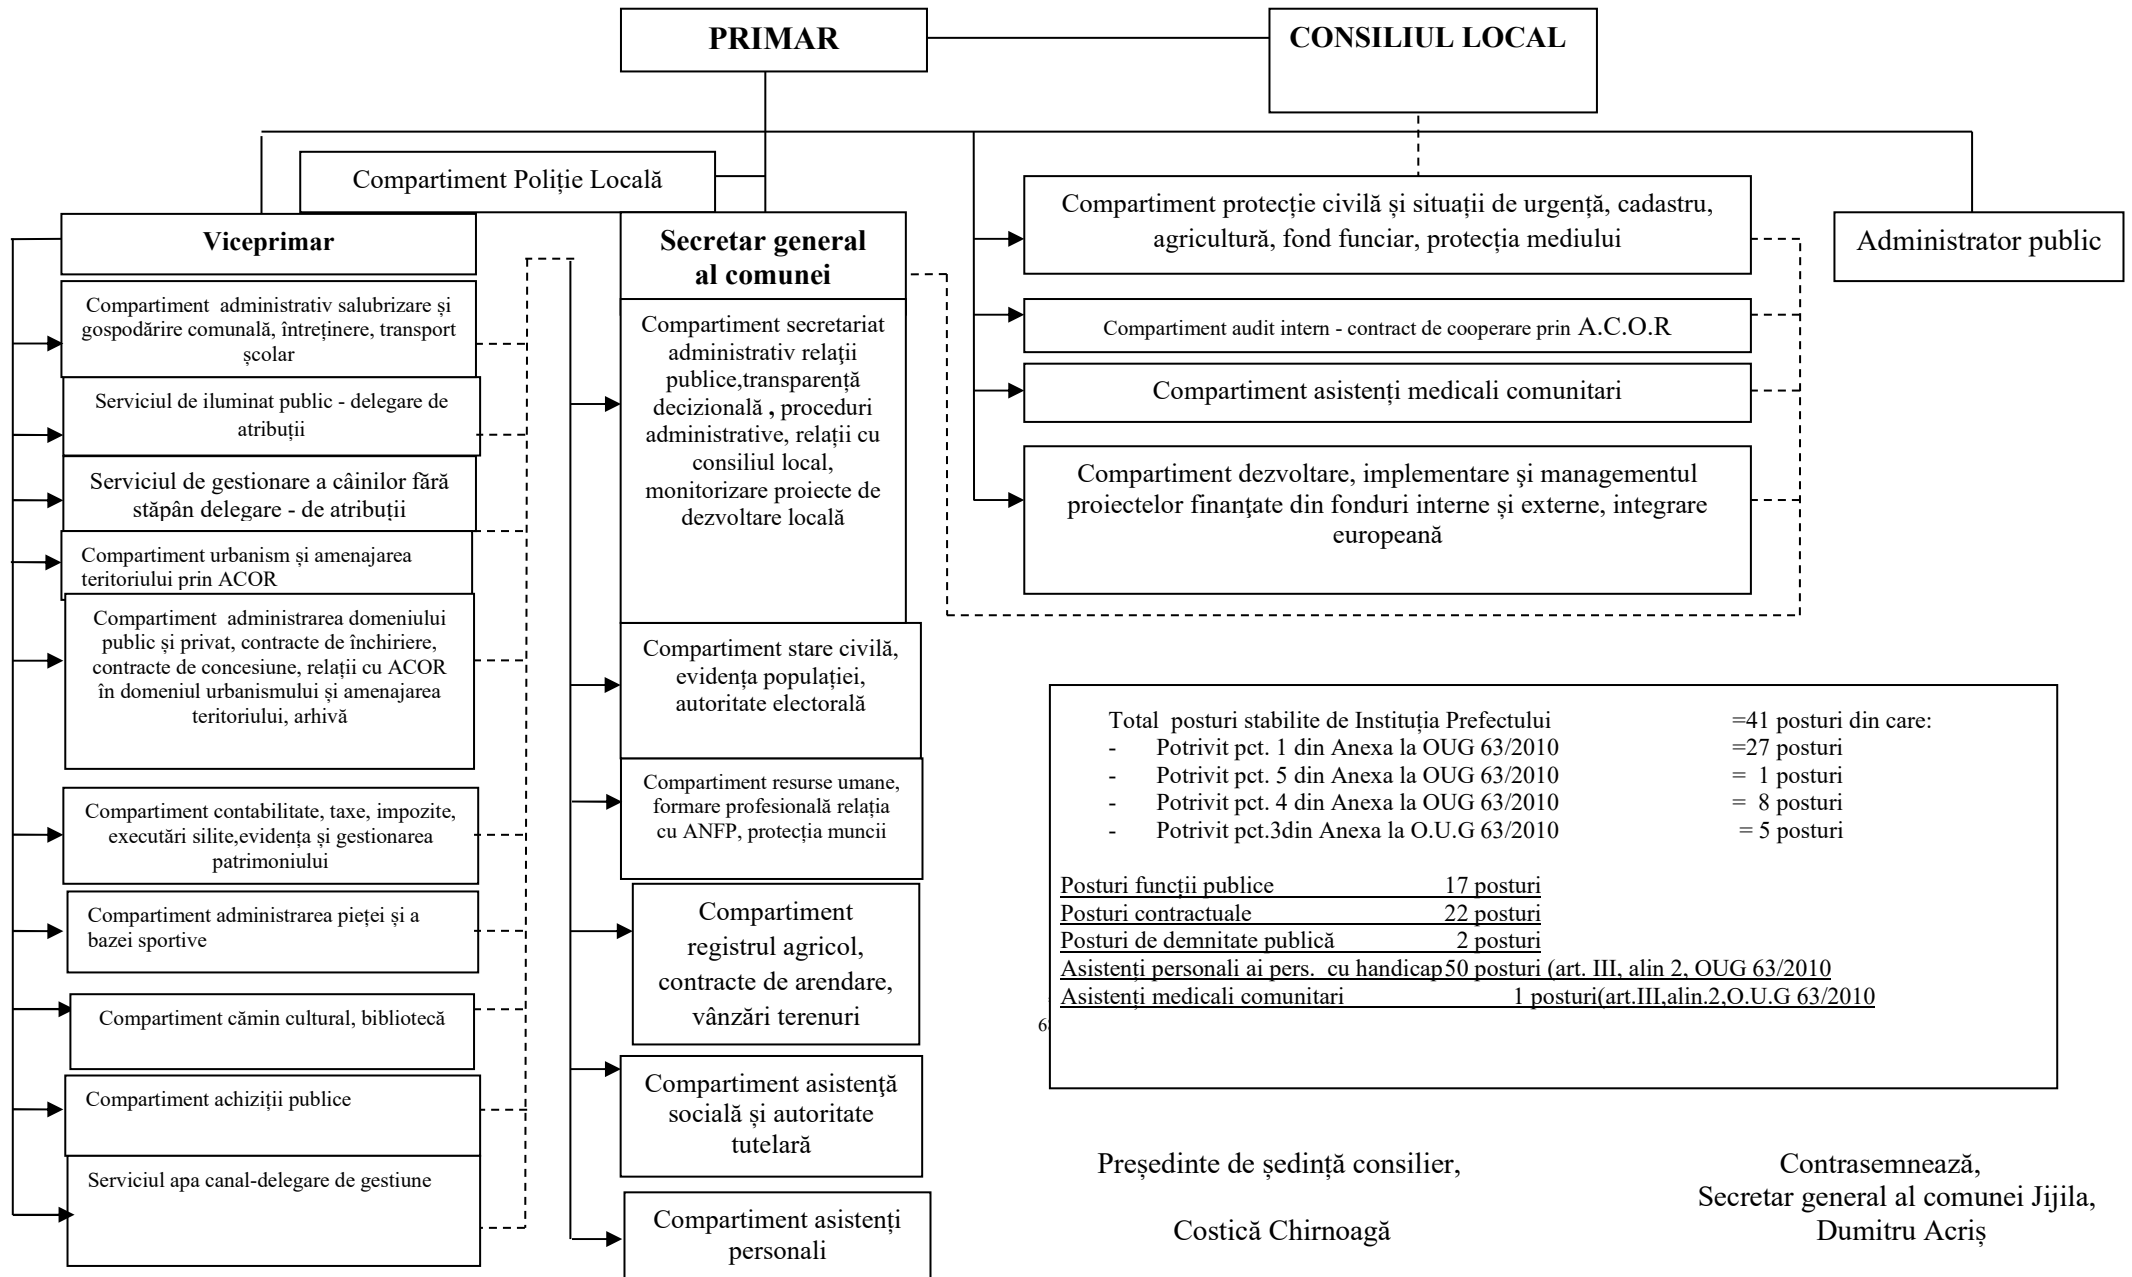 PRIMAR
CONSILIUL LOCAL
Compartiment Poliție Locală
Viceprimar
Compartiment administrativ salubrizare și
gospodărire comunală, întreținere, transport
școlar
Serviciul de iluminat public - delegare de
atribuții
Serviciul de gestionare a câinilor fără
stăpân delegare - de atribuții
Compartiment urbanism și amenajarea
teritoriului prin ACOR
Compartiment administrarea domeniului
public și privat, contracte de închiriere,
contracte de concesiune, relații cu ACOR
în domeniul urbanismului și amenajarea
teritoriului, arhivă
Compartiment contabilitate, taxe, impozite,
executări silite,evidența și gestionarea
patrimoniului
Compartiment administrarea pieței și a
bazei sportive
Compartiment cămin cultural, bibliotecă
Compartiment achiziții publice
Serviciul apa canal-delegare de gestiune
Secretar general
al comunei
Compartiment secretariat
administrativ relaţii
publice,transparență
decizională , proceduri
administrative, relații cu
consiliul local,
monitorizare proiecte de
dezvoltare locală
Compartiment stare civilă,
evidența populației,
autoritate electorală
Compartiment resurse umane,
formare profesională relația
cu ANFP, protecția muncii
Compartiment
registrul agricol,
contracte de arendare,
vânzări terenuri
Compartiment asistenţă
socială și autoritate
tutelară
Compartiment asistenți
personali
Compartiment protecție civilă și situații de urgență, cadastru,
agricultură, fond funciar, protecția mediului
Compartiment audit intern - contract de cooperare prin A.C.O.R
Compartiment asistenți medicali comunitari
Compartiment dezvoltare, implementare şi managementul
proiectelor finanţate din fonduri interne și externe, integrare
europeană
Administrator public
Total posturi stabilite de Instituția Prefectului =41 posturi din care:
- Potrivit pct. 1 din Anexa la OUG 63/2010 =27 posturi
- Potrivit pct. 5 din Anexa la OUG 63/2010 = 1 posturi
- Potrivit pct. 4 din Anexa la OUG 63/2010 = 8 posturi
- Potrivit pct.3din Anexa la O.U.G 63/2010 = 5 posturi
Posturi funcții publice 17 posturi
Posturi contractuale 22 posturi
Posturi de demnitate publică 2 posturi
Asistenți personali ai pers. cu handicap50 posturi (art. III, alin 2, OUG 63/2010
Asistenți medicali comunitari 1 posturi(art.III,alin.2,O.U.G 63/2010
Președinte de ședință consilier,
Costică Chirnoagă
Contrasemnează,
Secretar general al comunei Jijila,
Dumitru Acriș